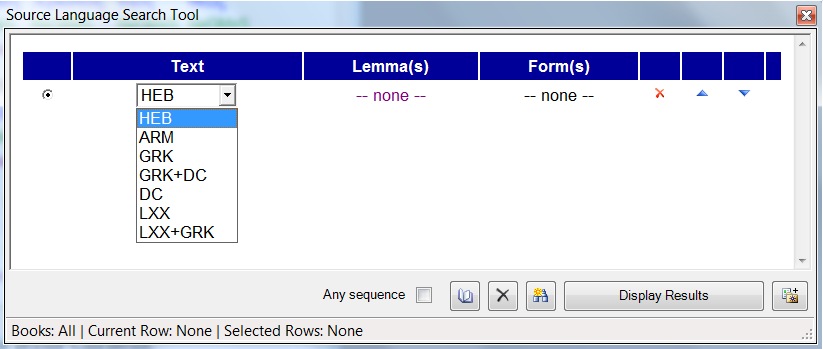 Source Language Search Tool
Text Lemma(s) Form(s)
HEB -- none -- -- none --
HEB
ARM
GRK
GRK+DC
DC
LXX
LXX+GRK
Any sequence Display Results
Books: All | Current Row: None | Selected Rows: None